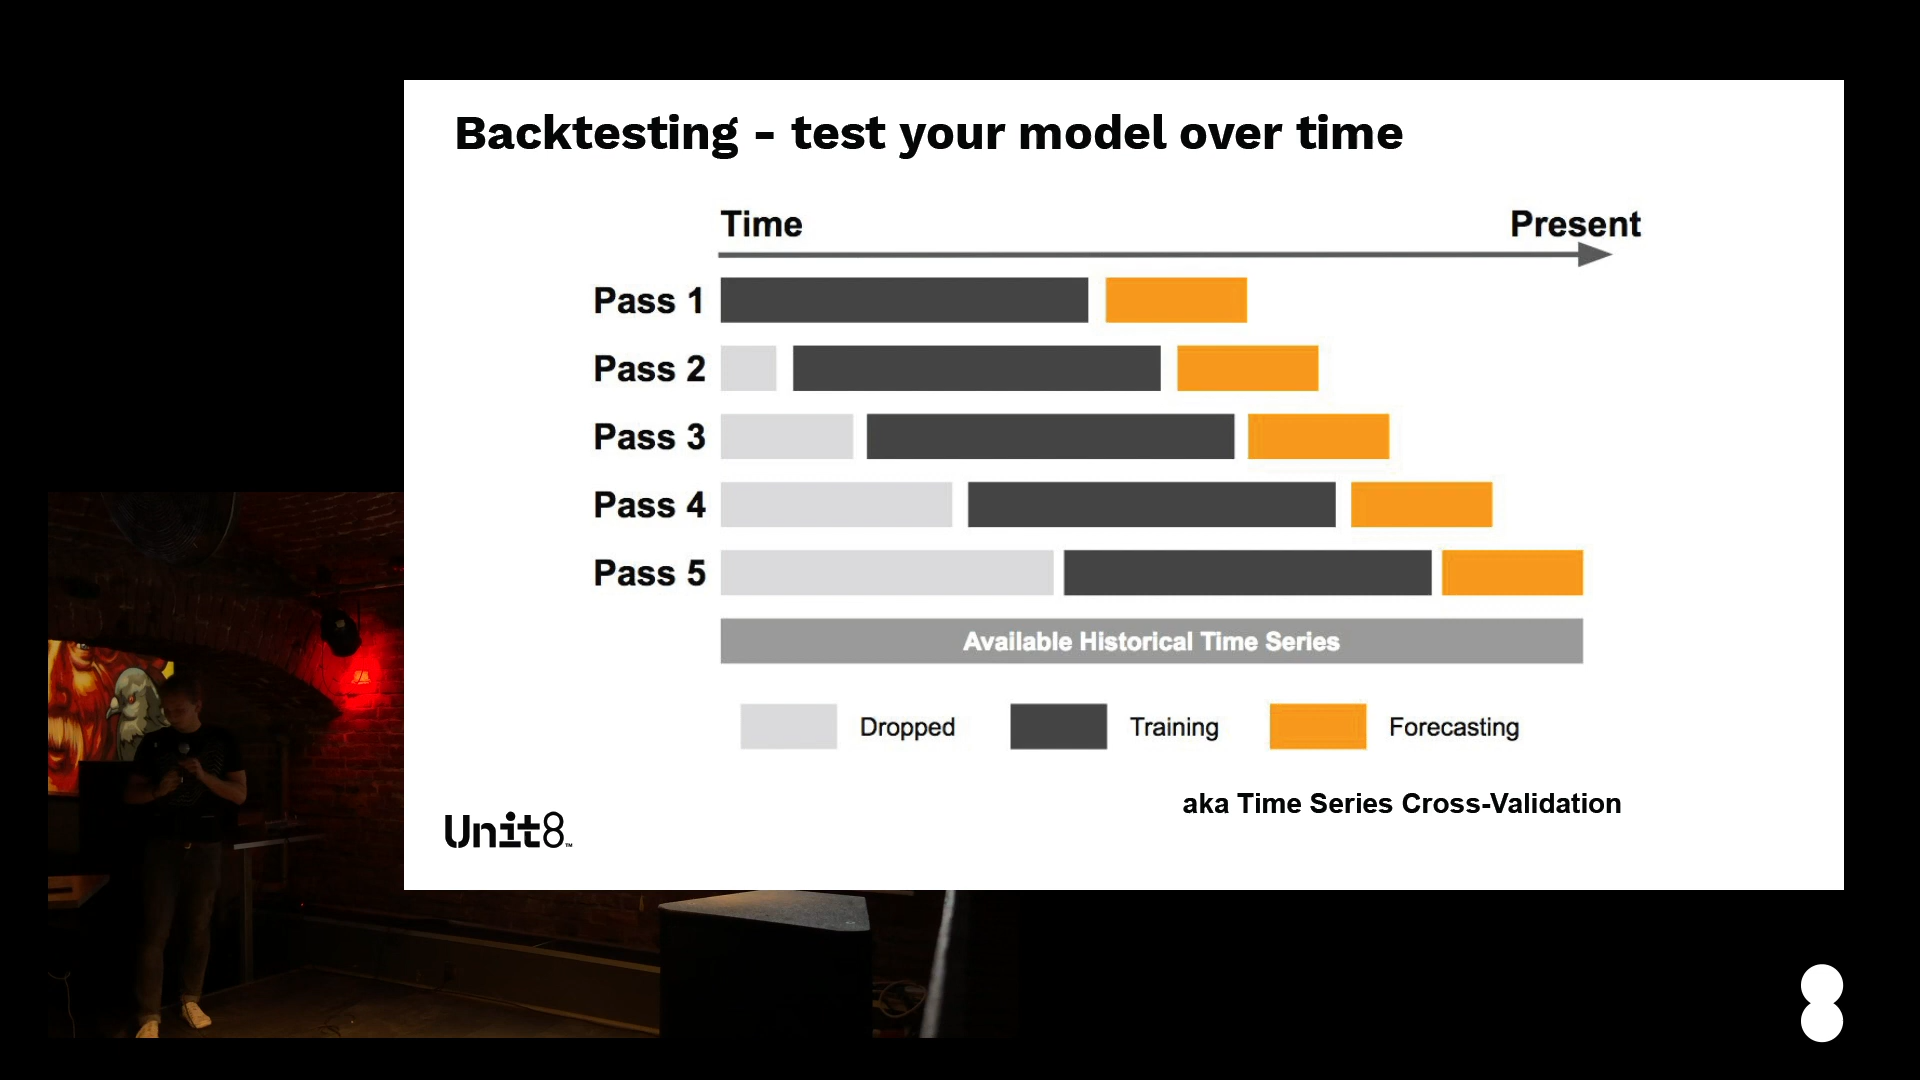 Backtesting - test your model over time
Time
Present
Pass 1
Pass 2
Pass 3
Pass 4
Pass 5
Available Historical Time Series
Dropped
Training
Forecasting
aka Time Series Cross-Validation
Unit8™